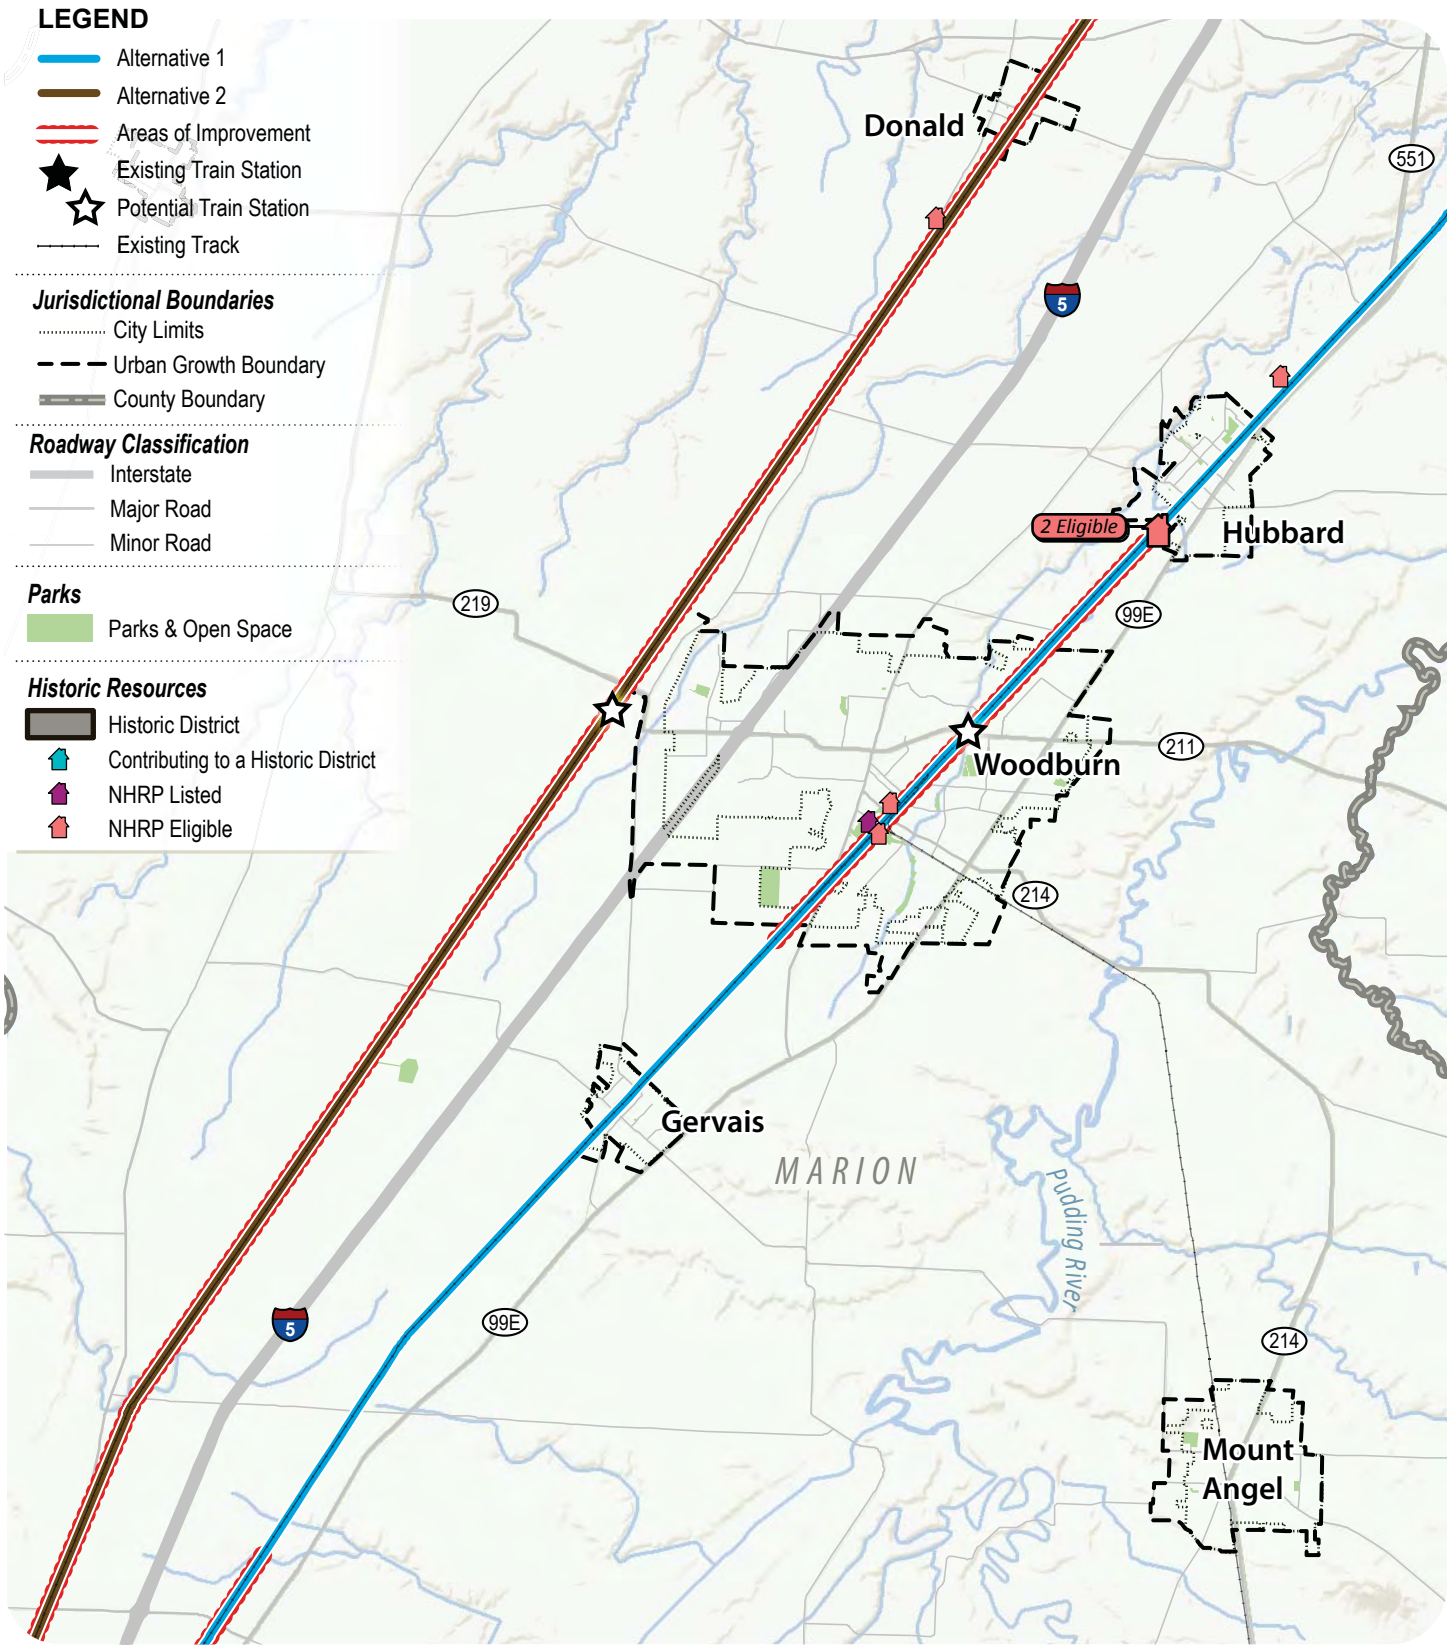 LEGEND
Alternative 1
Alternative 2
Areas of Improvement
Existing Train Station
Potential Train Station
Existing Track
Jurisdictional Boundaries
City Limits
Urban Growth Boundary
County Boundary
Roadway Classification
Interstate
Major Road
Minor Road
Parks
Parks & Open Space
Historic Resources
Historic District
Contributing to a Historic District
NHRP Listed
NHRP Eligible
Donald
551
5
2 Eligible
Hubbard
219
99E
211
Woodburn
214
Gervais
MARION
Pudding River
5
99E
214
Mount
Angel